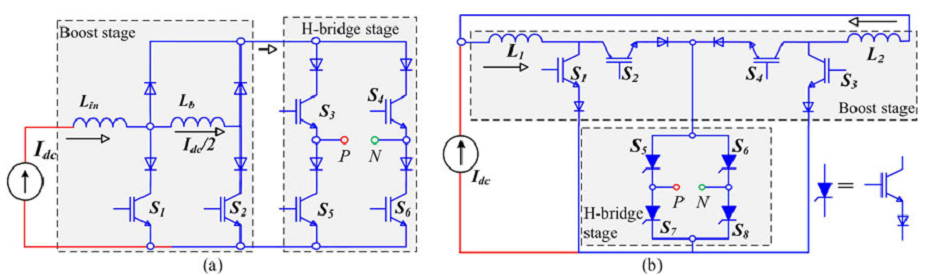 Boost stage
H-bridge stage
L_in
L_b
I_dc/2
I_dc
S_1
S_2
S_3
S_4
P
N
S_5
S_6
(a)
L_1
L_2
S_1
S_2
S_4
S_3
Boost stage
I_dc
S_5
S_6
P
N
H-bridge
stage
S_7
S_8
=
(b)